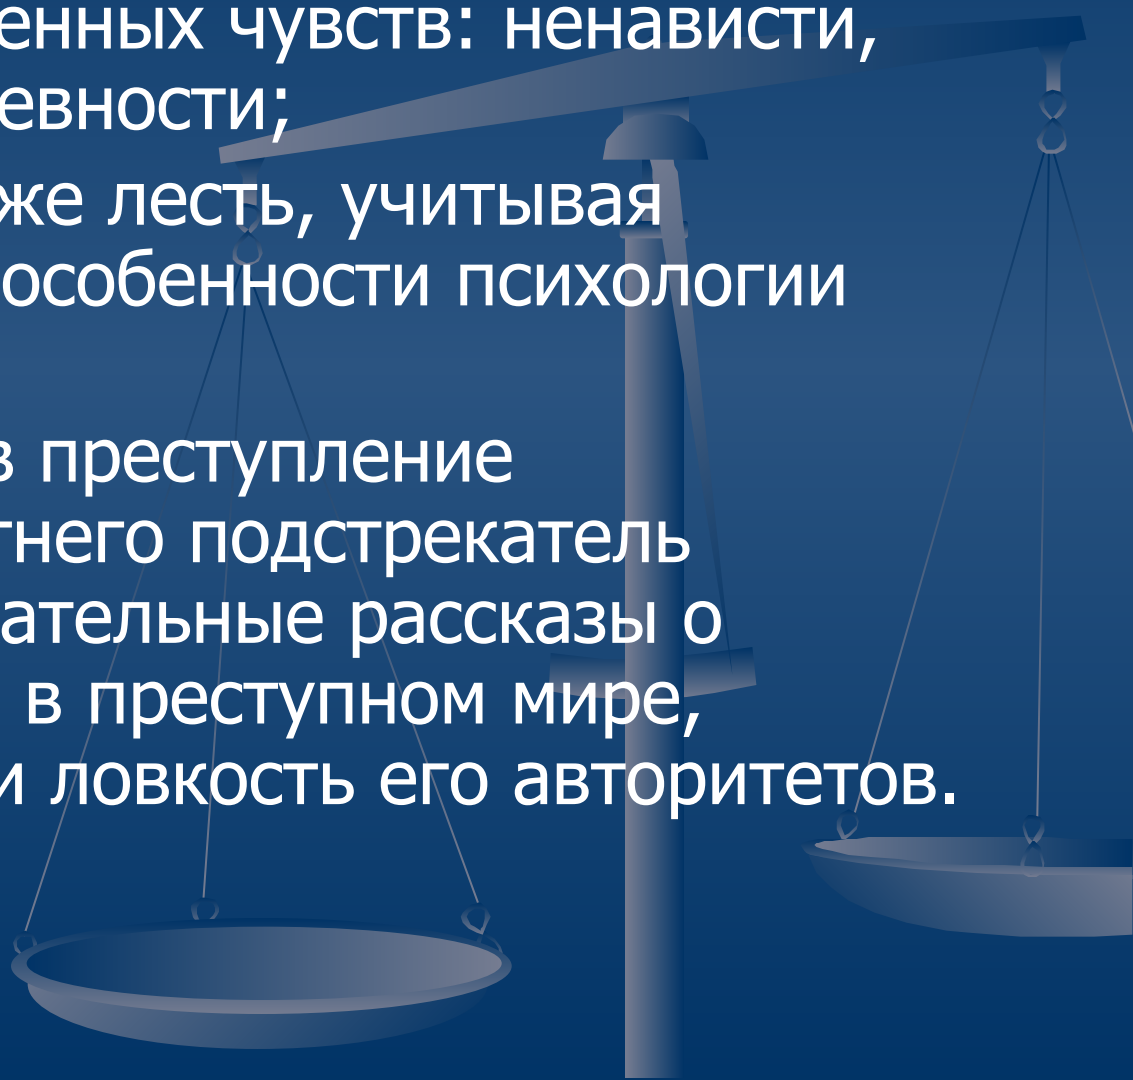 енных чувств: ненависти,
евности;
же лесть, учитывая
особенности психологии
в преступление
тнего подстрекатель
ательные рассказы о
в преступном мире,
и ловкость его авторитетов.